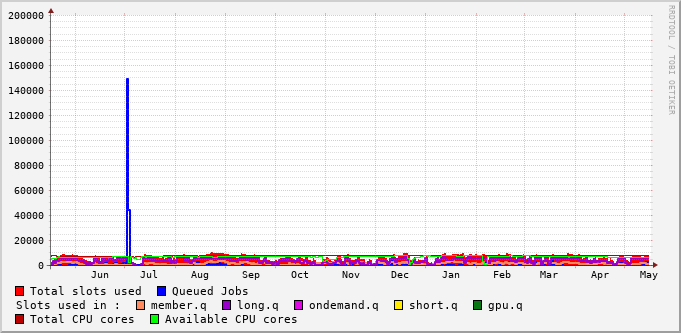 200000
180000
160000
140000
120000
100000
80000
60000
40000
20000
0
Jun Jul Aug Sep Oct Nov Dec Jan Feb Mar Apr May
Total slots used Queued Jobs
Slots used in : member.q long.q ondemand.q short.q gpu.q
Total CPU cores Available CPU cores
RRDTOOL / TOBI OETIKER